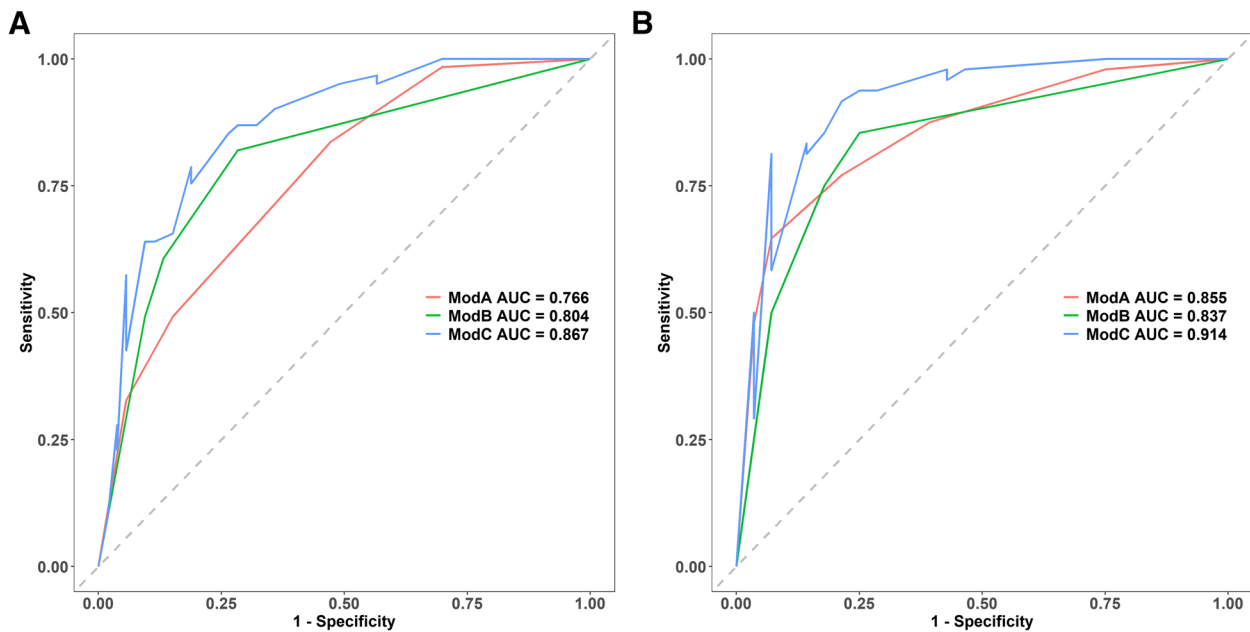 A
1.00
0.75
0.50
0.25
0.00
Sensitivity
ModA AUC = 0.766
ModB AUC = 0.804
ModC AUC = 0.867
0.00 0.25 0.50 0.75 1.00
1 - Specificity
B
1.00
0.75
0.50
0.25
0.00
Sensitivity
ModA AUC = 0.855
ModB AUC = 0.837
ModC AUC = 0.914
0.00 0.25 0.50 0.75 1.00
1 - Specificity